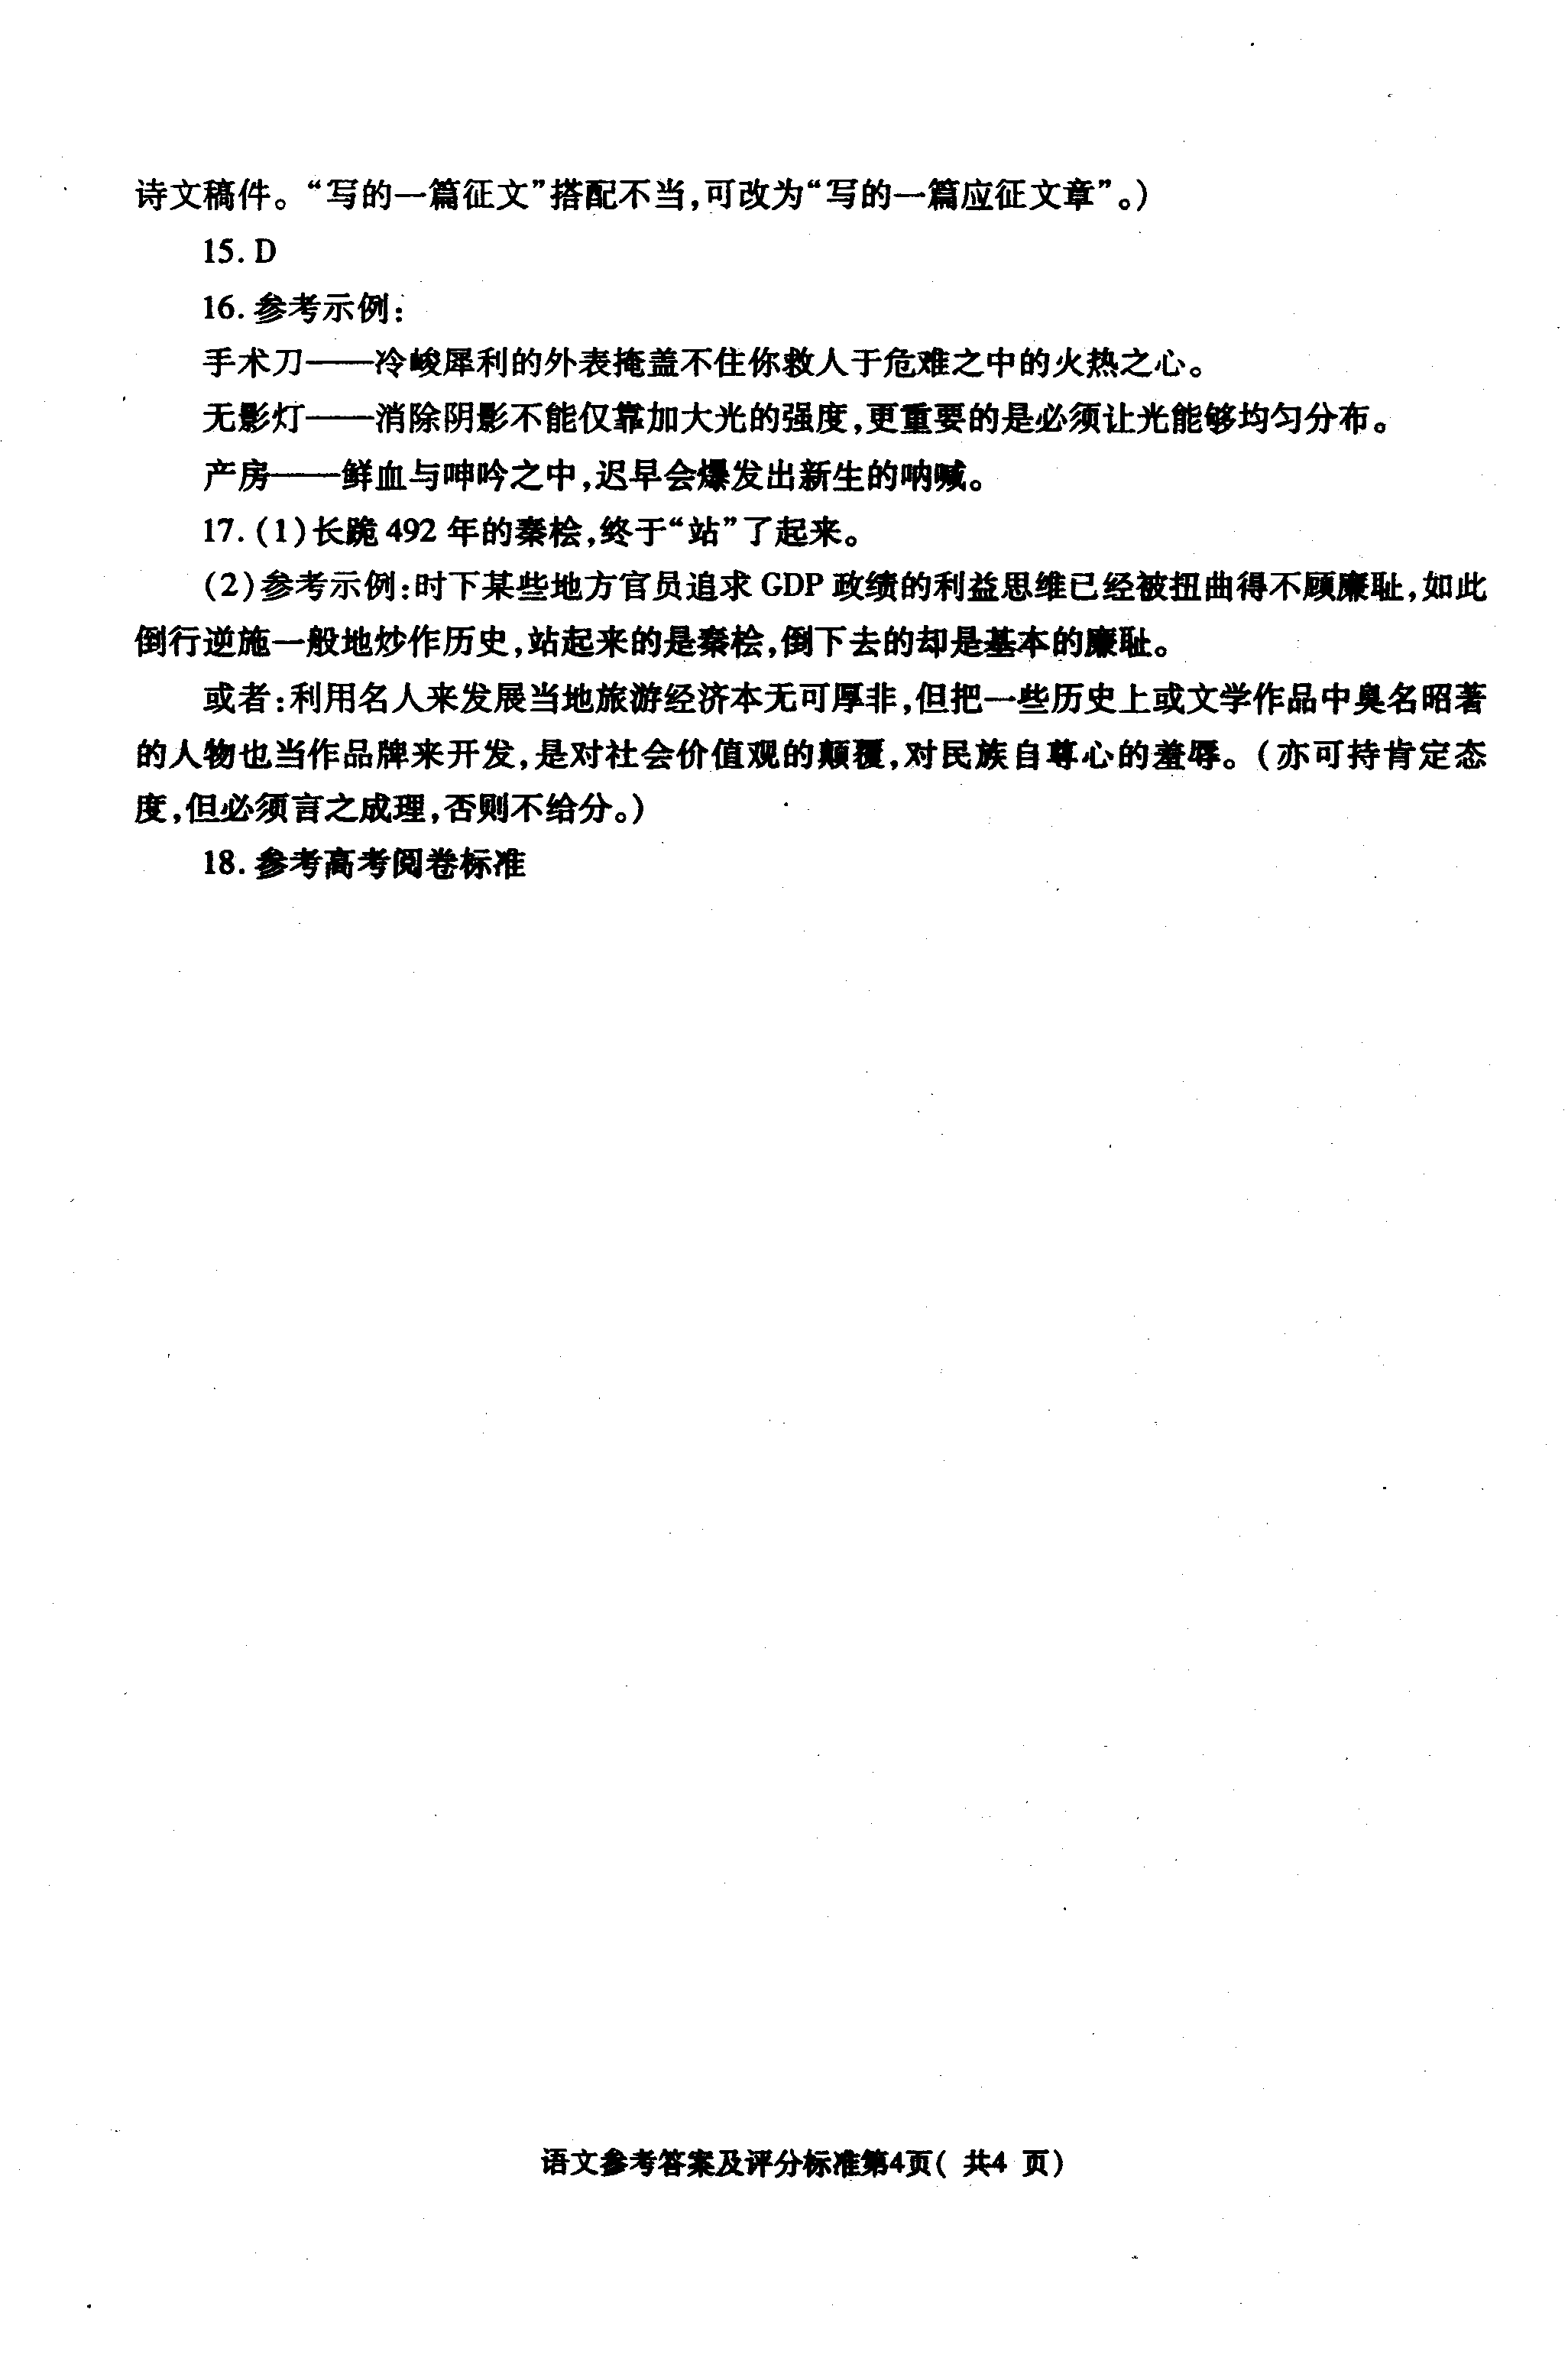 诗文稿件。“写的一篇征文”搭配不当,可改为“写的一篇应征文章”。)
15. D
16. 参考示例:
手术刀——冷峻犀利的外表掩盖不住你救人于危难之中的火热之心。
无影灯——消除阴影不能仅靠加大光的强度,更重要的是必须让光能够均匀分布。
产房——鲜血与呻吟之中,迟早会爆发出新生的呐喊。
17. (1)长跪 492 年的秦桧,终于“站”了起来。
(2)参考示例:时下某些地方官员追求 GDP 政绩的利益思维已经被扭曲得不顾廉耻,如此
倒行逆施一般地炒作历史,站起来的是秦桧,倒下去的却是基本的廉耻。
或者:利用名人来发展当地旅游经济本无可厚非,但把一些历史上或文学作品中臭名昭著
的人物也当作品牌来开发,是对社会价值观的颠覆,对民族自尊心的羞辱。(亦可持肯定态
度,但必须言之成理,否则不给分。)
18. 参考高考阅卷标准
语文参考答案及评分标准第4页( 共4 页)